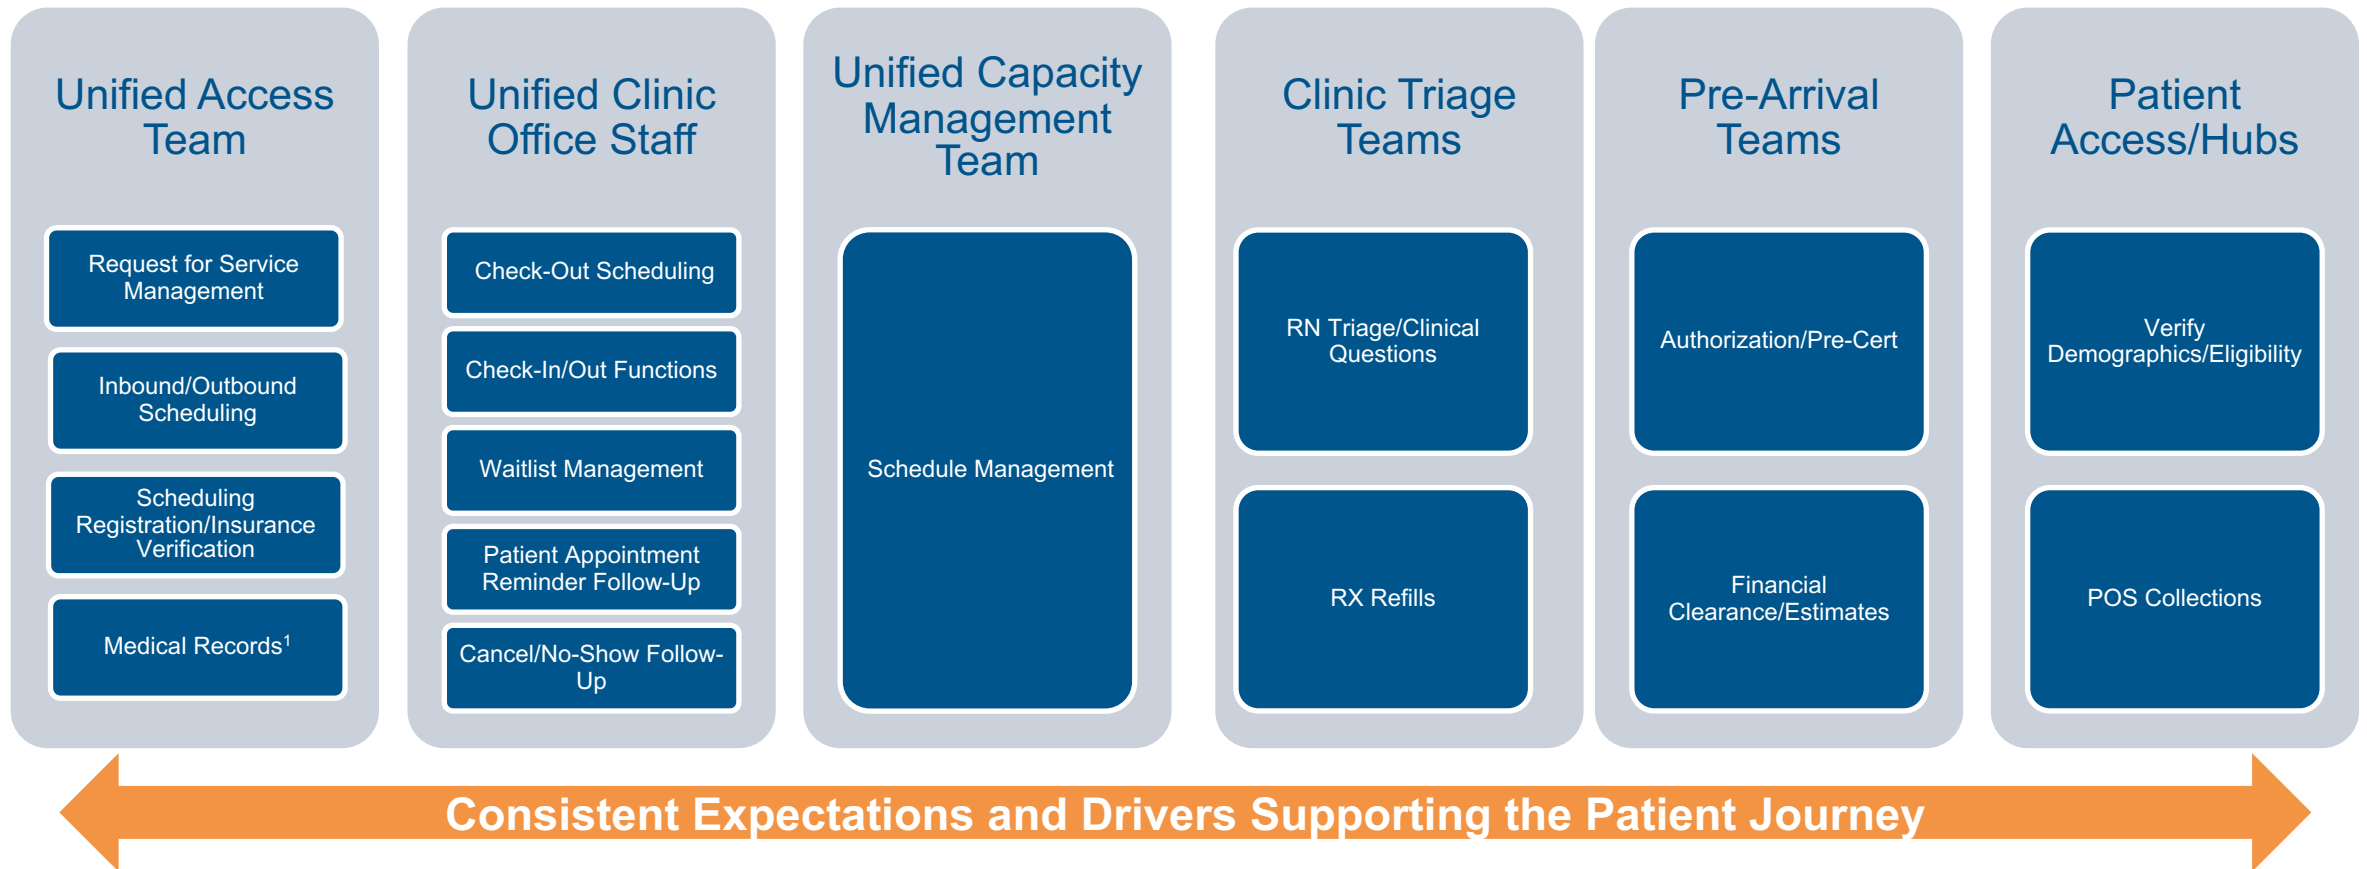 Unified Access
Team
Request for Service
Management
Inbound/Outbound
Scheduling
Scheduling
Registration/Insurance
Verification
Medical Records¹
Unified Clinic
Office Staff
Check-Out Scheduling
Check-In/Out Functions
Waitlist Management
Patient Appointment
Reminder Follow-Up
Cancel/No-Show Follow-
Up
Unified Capacity
Management
Team
Schedule Management
Clinic Triage
Teams
RN Triage/Clinical
Questions
RX Refills
Pre-Arrival
Teams
Authorization/Pre-Cert
Financial
Clearance/Estimates
Patient
Access/Hubs
Verify
Demographics/Eligibility
POS Collections
Consistent Expectations and Drivers Supporting the Patient Journey